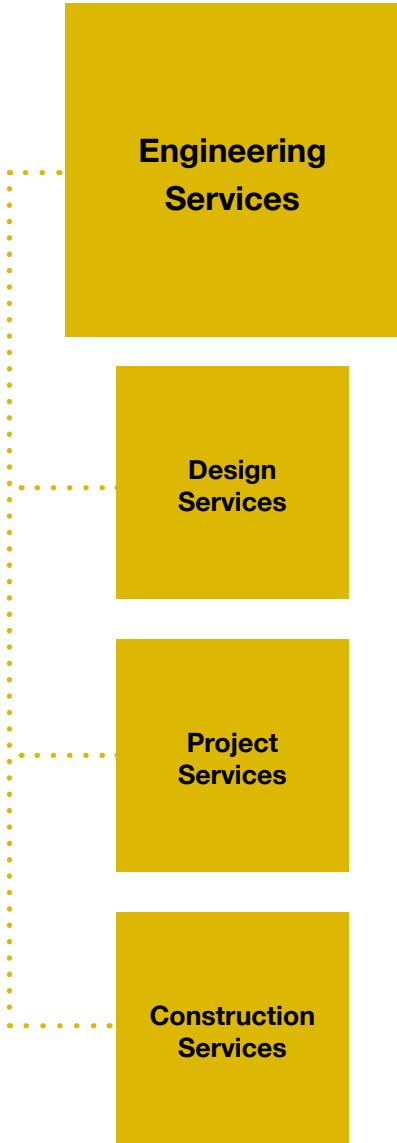 Engineering
Services
Design
Services
Project
Services
Construction
Services